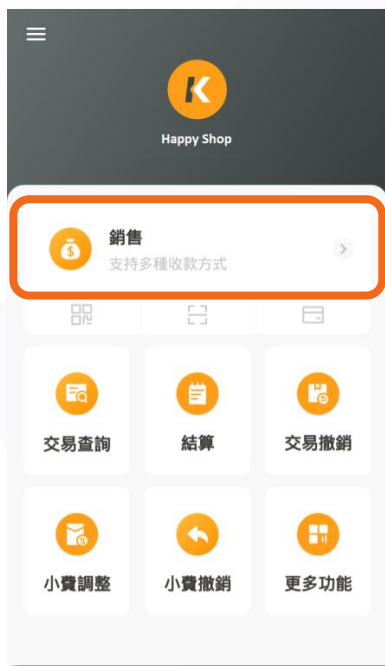 Happy Shop
銷售
支持多種收款方式
交易查詢
結算
交易撤銷
小費調整
小費撤銷
更多功能